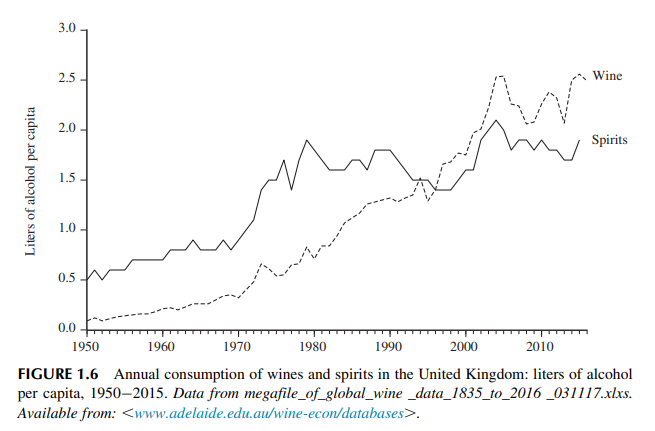 3.0
2.5
2.0
1.5
1.0
0.5
0.0
Liters of alcohol per capita
Wine
Spirits
1950 1960 1970 1980 1990 2000 2010
FIGURE 1.6 Annual consumption of wines and spirits in the United Kingdom: liters of alcohol
per capita, 1950−2015. Data from megafile_of_global_wine _data_1835_to_2016 _031117.xlxs.
Available from: <www.adelaide.edu.au/wine-econ/databases>.